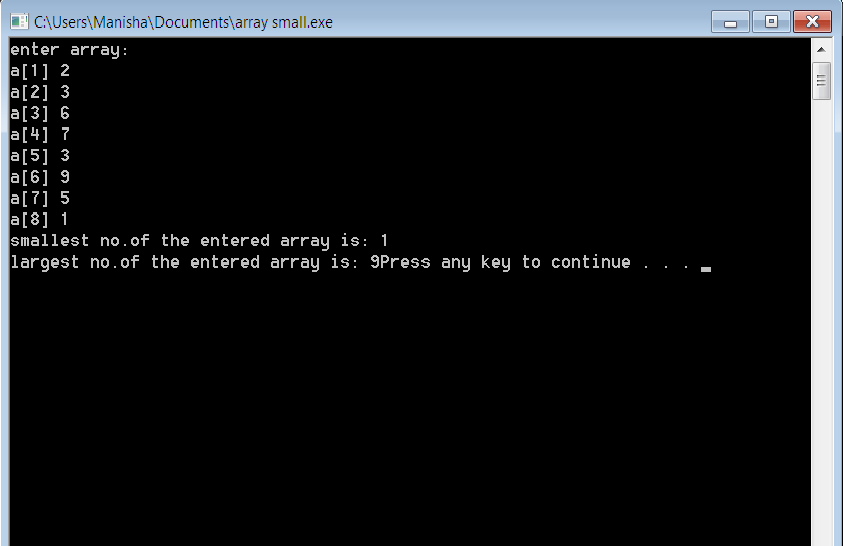 C:\Users\Manisha\Documents\array small.exe
enter array:
a[1] 2
a[2] 3
a[3] 6
a[4] 7
a[5] 3
a[6] 9
a[7] 5
a[8] 1
smallest no.of the entered array is: 1
largest no.of the entered array is: 9Press any key to continue . . . _